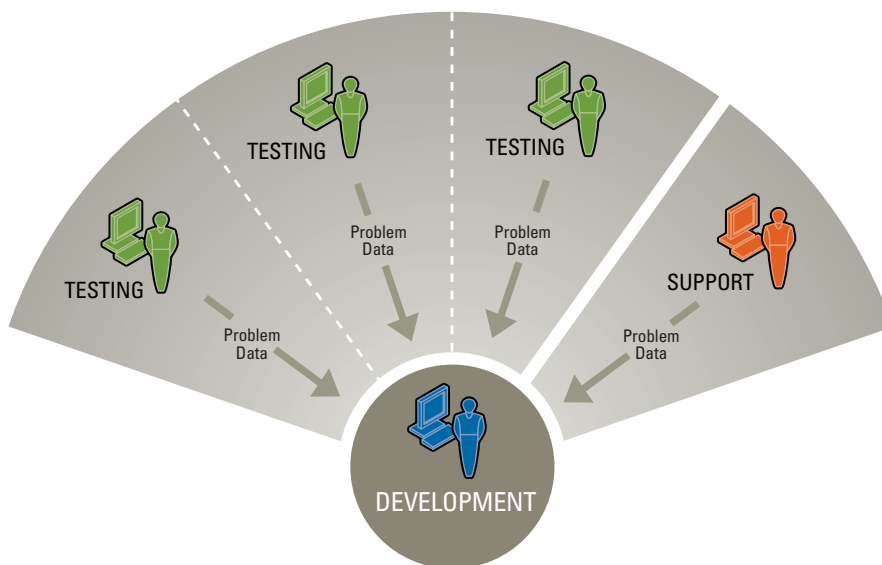 TESTING
Problem
Data
TESTING
Problem
Data
TESTING
Problem
Data
SUPPORT
Problem
Data
DEVELOPMENT